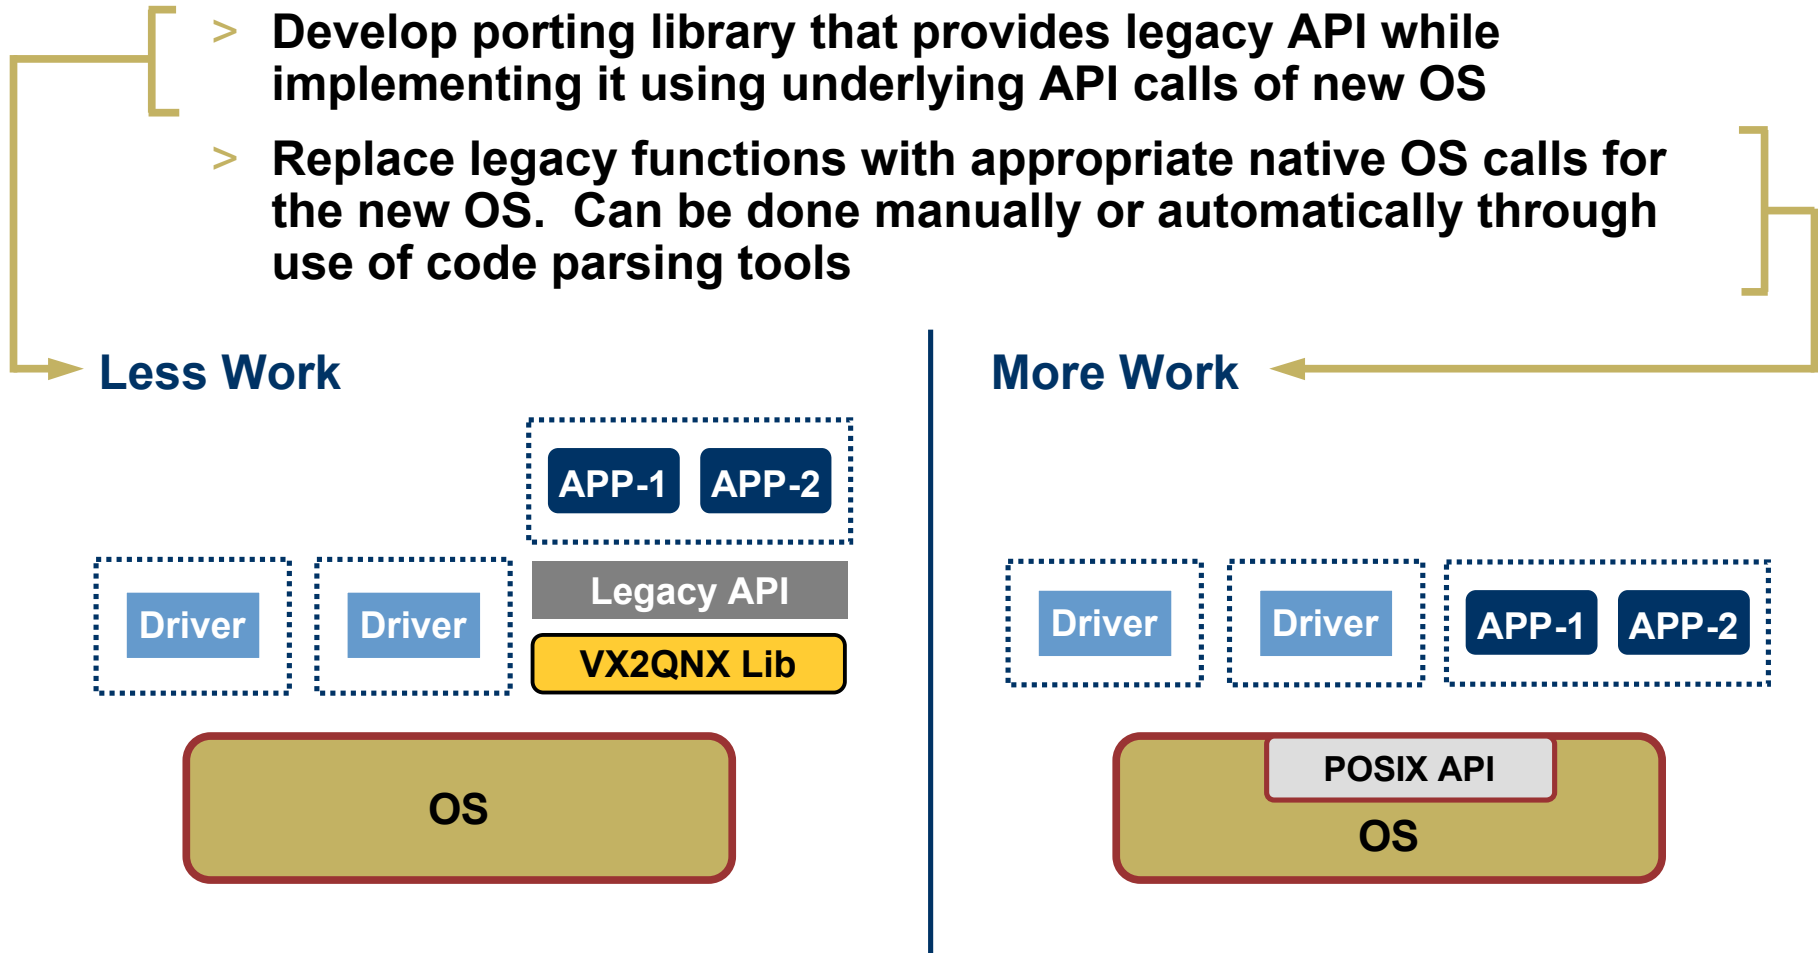 > Develop porting library that provides legacy API while
implementing it using underlying API calls of new OS
> Replace legacy functions with appropriate native OS calls for
the new OS.  Can be done manually or automatically through
use of code parsing tools
Less Work
APP-1 APP-2
Driver Driver Legacy API
VX2QNX Lib
OS
More Work
Driver Driver APP-1 APP-2
POSIX API
OS